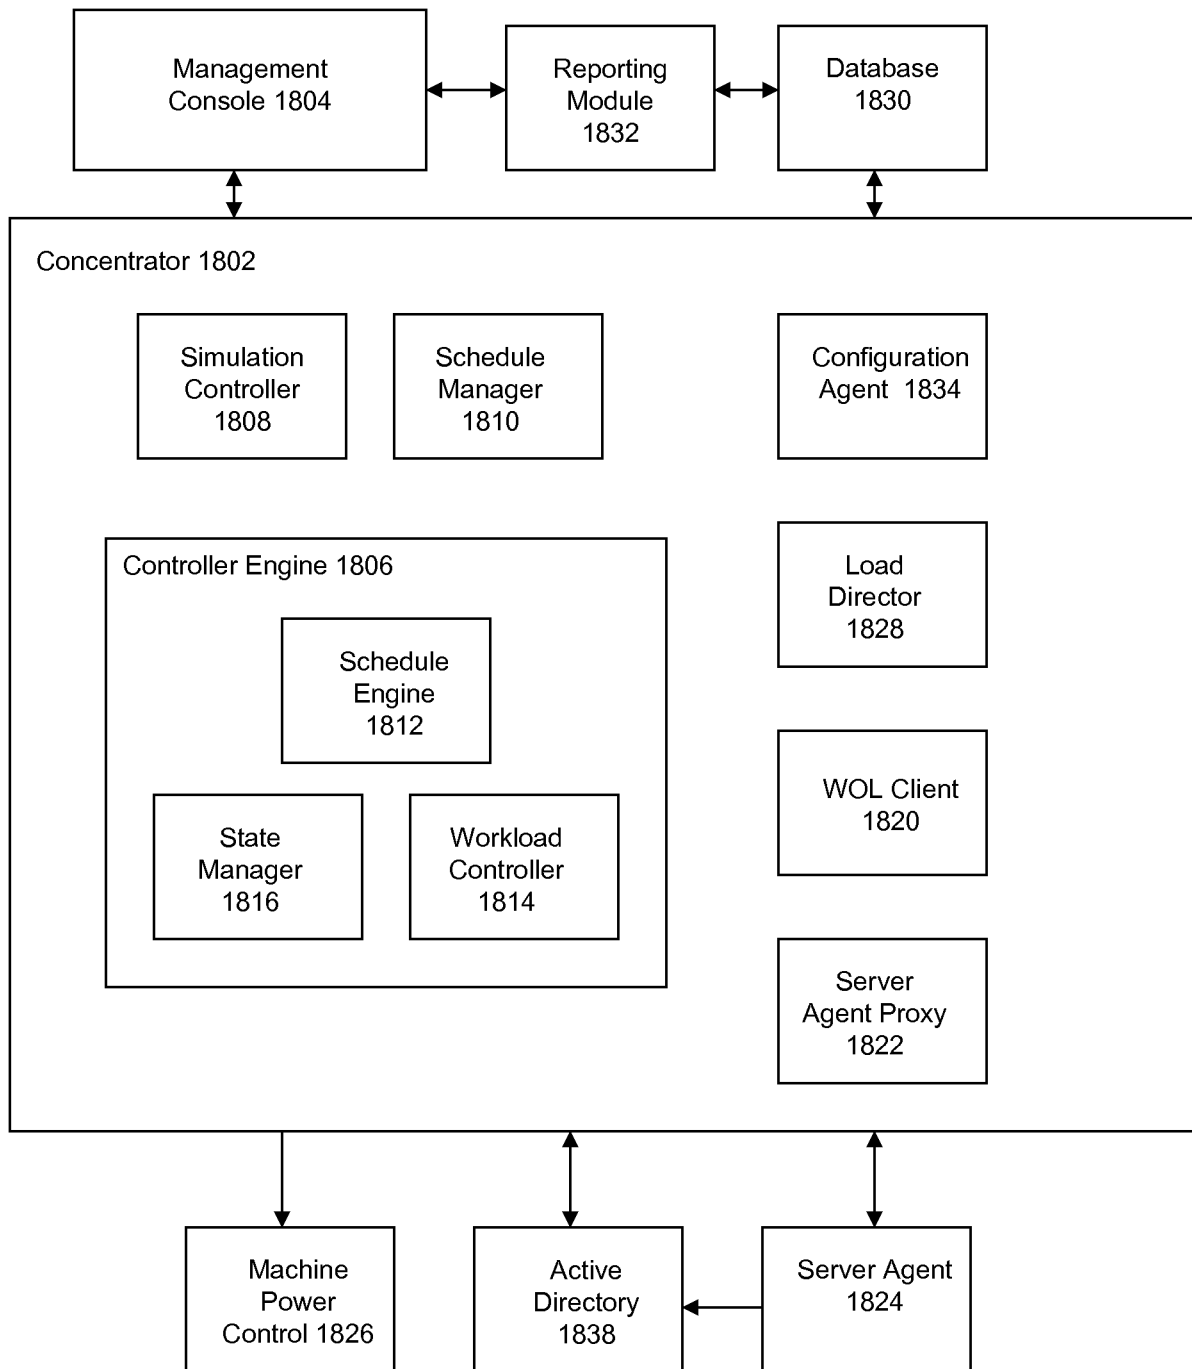 Management
Console 1804
Reporting
Module
1832
Database
1830
Concentrator 1802
Simulation
Controller
1808
Schedule
Manager
1810
Configuration
Agent 1834
Controller Engine 1806
Schedule
Engine
1812
State
Manager
1816
Workload
Controller
1814
Load
Director
1828
WOL Client
1820
Server
Agent Proxy
1822
Machine
Power
Control 1826
Active
Directory
1838
Server Agent
1824